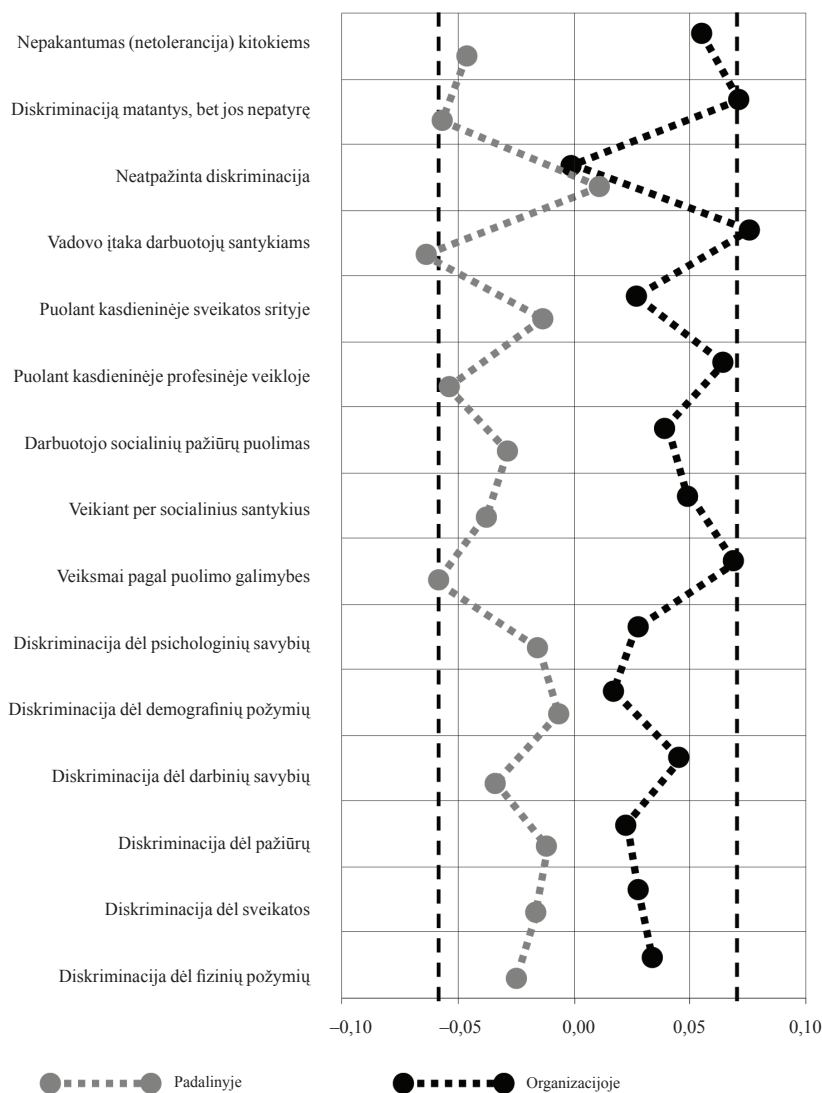 Nepakantumas (netolerancija) kitokiems
Diskriminaciją matantys, bet jos nepatyrę
Neatpažinta diskriminacija
Vadovo įtaka darbuotojų santykiams
Puolant kasdieninėje sveikatos srityje
Puolant kasdieninėje profesinėje veikloje
Darbuotojo socialinių pažiūrų puolimas
Veikiant per socialinius santykius
Veiksmai pagal puolimo galimybes
Diskriminacija dėl psichologinių savybių
Diskriminacija dėl demografinių požymių
Diskriminacija dėl darbinių savybių
Diskriminacija dėl pažiūrų
Diskriminacija dėl sveikatos
Diskriminacija dėl fizinių požymių
–0,10 –0,05 0,00 0,05 0,10
Padalinyje Organizacijoje